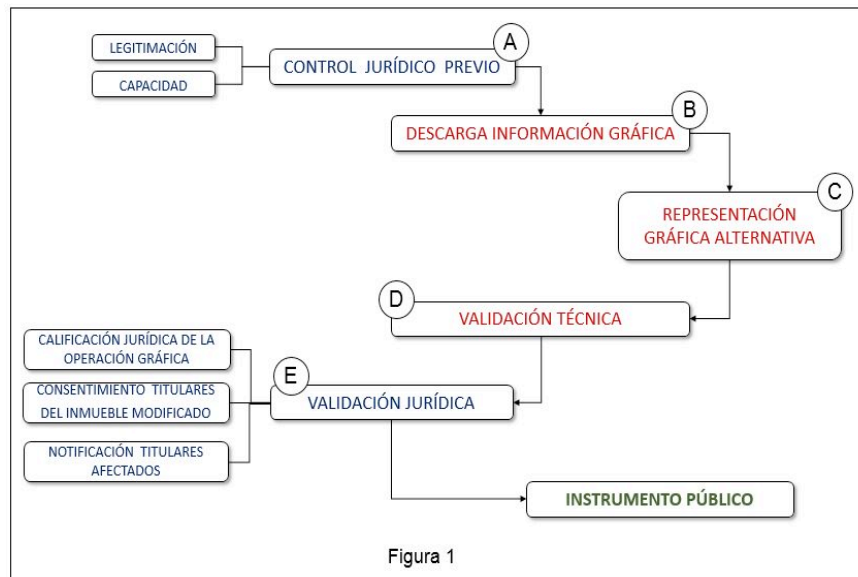 A
LEGITIMACIÓN
CONTROL JURÍDICO PREVIO
CAPACIDAD
B
DESCARGA INFORMACIÓN GRÁFICA
C
REPRESENTACIÓN
GRÁFICA ALTERNATIVA
D
VALIDACIÓN TÉCNICA
CALIFICACIÓN JURÍDICA DE LA
OPERACIÓN GRÁFICA
E
CONSENTIMIENTO TITULARES
DEL INMUEBLE MODIFICADO
VALIDACIÓN JURÍDICA
NOTIFICACIÓN TITULARES
AFECTADOS
INSTRUMENTO PÚBLICO
Figura 1